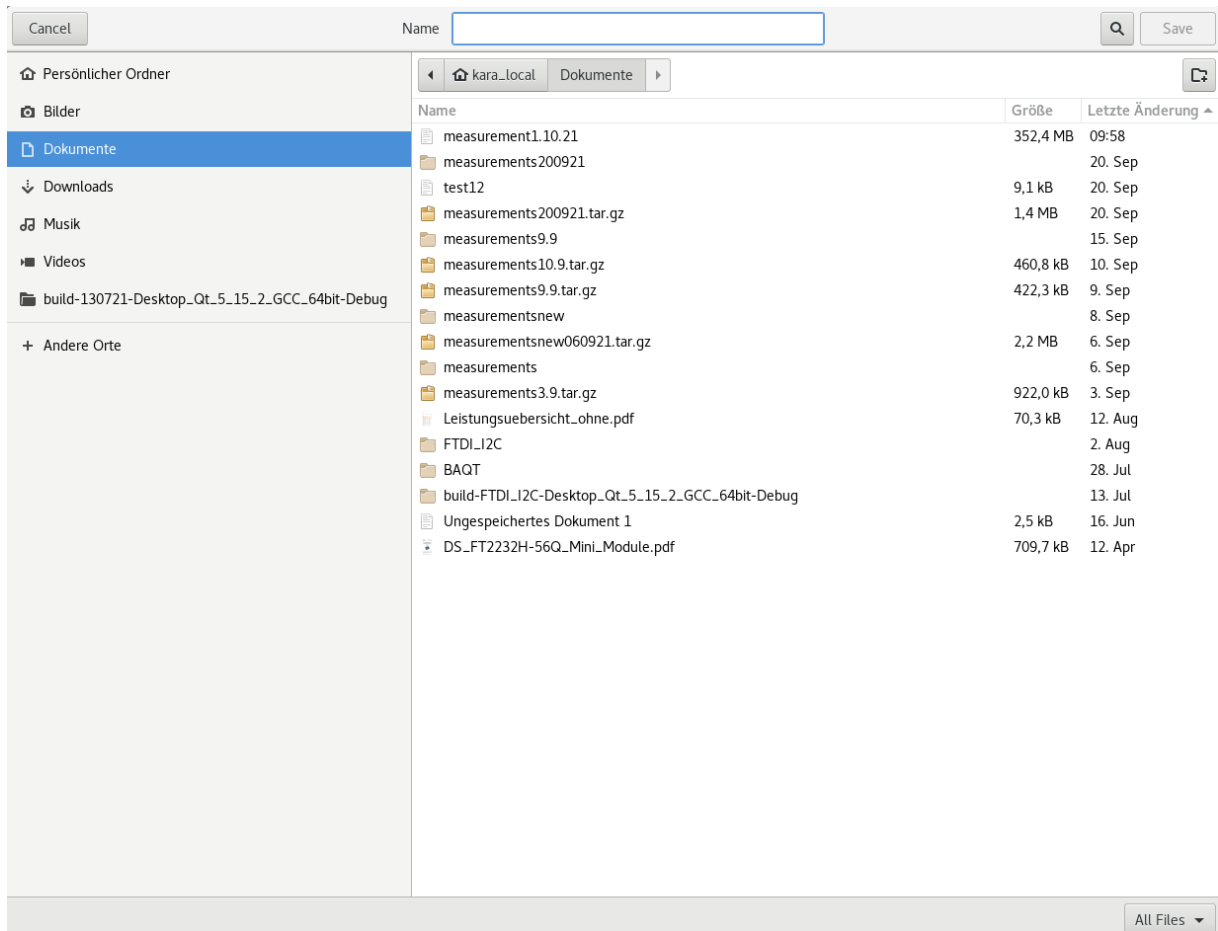 Cancel Name Save
Persönlicher Ordner
Bilder
Dokumente
Downloads
Musik
Videos
build-130721-Desktop_Qt_5_15_2_GCC_64bit-Debug
+ Andere Orte
kara_local Dokumente
Name Größe Letzte Änderung
measurement1.10.21 352,4 MB 09:58
measurements200921 20. Sep
test12 9,1 kB 20. Sep
measurements200921.tar.gz 1,4 MB 20. Sep
measurements9.9 15. Sep
measurements10.9.tar.gz 460,8 kB 10. Sep
measurements9.9.tar.gz 422,3 kB 9. Sep
measurementsnew 8. Sep
measurementsnew060921.tar.gz 2,2 MB 6. Sep
measurements 6. Sep
measurements3.9.tar.gz 922,0 kB 3. Sep
Leistungsuebersicht_ohne.pdf 70,3 kB 12. Aug
FTDI_I2C 2. Aug
BAQT 28. Jul
build-FTDI_I2C-Desktop_Qt_5_15_2_GCC_64bit-Debug 13. Jul
Ungespeichertes Dokument 1 2,5 kB 16. Jun
DS_FT2232H-56Q_Mini_Module.pdf 709,7 kB 12. Apr
All Files